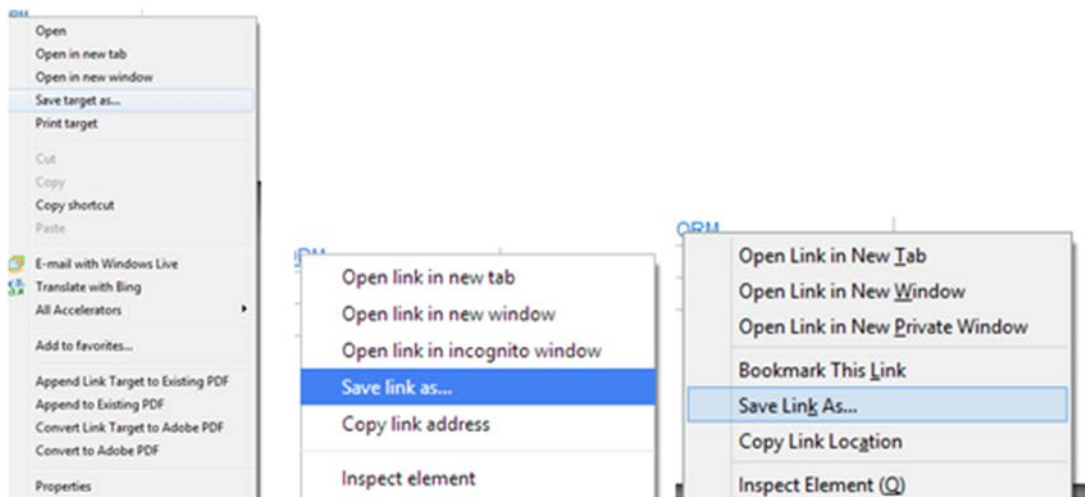 Open
Open in new tab
Open in new window
Save target as...
Print target
Cut
Copy
Copy shortcut
Paste
E-mail with Windows Live
Translate with Bing
All Accelerators
Add to favorites...
Append Link Target to Existing PDF
Append to Existing PDF
Convert Link Target to Adobe PDF
Convert to Adobe PDF
Properties
Open link in new tab
Open link in new window
Open link in incognito window
Save link as...
Copy link address
Inspect element
ORM
Open Link in New Tab
Open Link in New Window
Open Link in New Private Window
Bookmark This Link
Save Link As...
Copy Link Location
Inspect Element (Q)